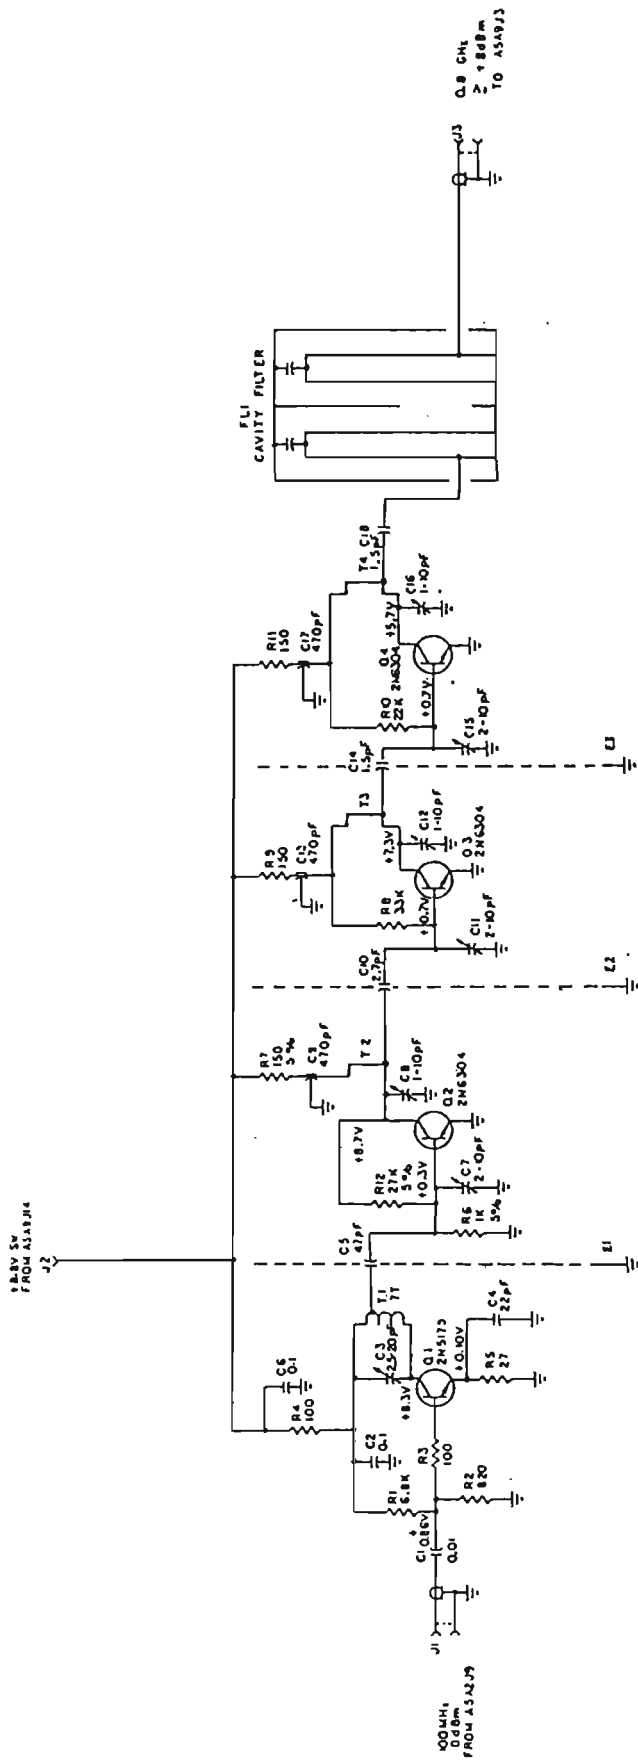 100MHz
0dBm
FROM A5A2J9
J1
C1
0.01
+
0.86V
R1
6.8K
R2
820
R3
100
C2
0.1
R4
100
C6
0.1
+8.3V
C3
2.5-20pF
T1
7T
Q1
2N5179
+0.10V
R5
27
C4
22pF
E1
+8.8V SW
FROM A5A9J14
J2
C5
47pF
R6
1K
5%
R12
27K
5%
+0.3V
C7
2-10pF
+8.7V
Q2
2N6304
C8
1-10pF
R7
150
5%
C9
470pF
T2
C10
2.7pF
E2
C11
2-10pF
+0.7V
R8
33K
R9
150
C13
470pF
+7.3V
C12
1-10pF
Q3
2N6304
T3
C14
1.5pF
E3
C15
2-10pF
+0.7V
R10
22K
Q4
2N6304
R11
150
C17
470pF
+5.7V
C16
1-10pF
T4
C18
1.5pF
FL1
CAVITY FILTER
J3
0.8 GHz
≥ +8dBm
TO A5A9J3